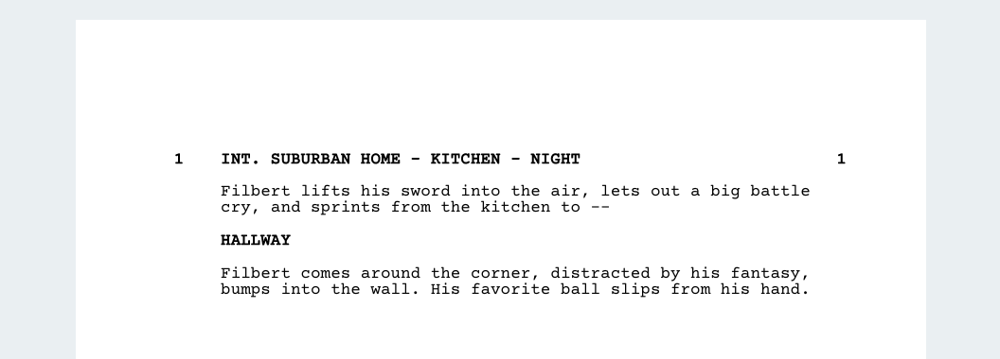 1 INT. SUBURBAN HOME - KITCHEN - NIGHT 1
Filbert lifts his sword into the air, lets out a big battle
cry, and sprints from the kitchen to --
HALLWAY
Filbert comes around the corner, distracted by his fantasy,
bumps into the wall. His favorite ball slips from his hand.